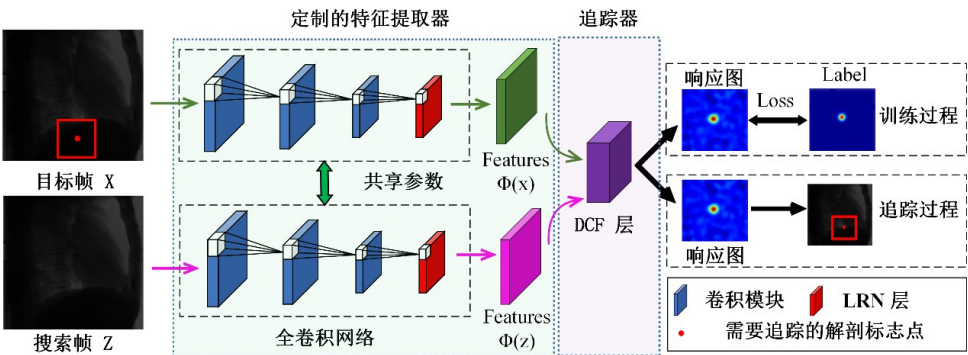 定制的特征提取器
追踪器
目标帧 X
搜索帧 Z
共享参数
全卷积网络
Features
Φ(x)
Features
Φ(z)
DCF 层
响应图
Label
Loss
训练过程
响应图
追踪过程
卷积模块
LRN 层
需要追踪的解剖标志点